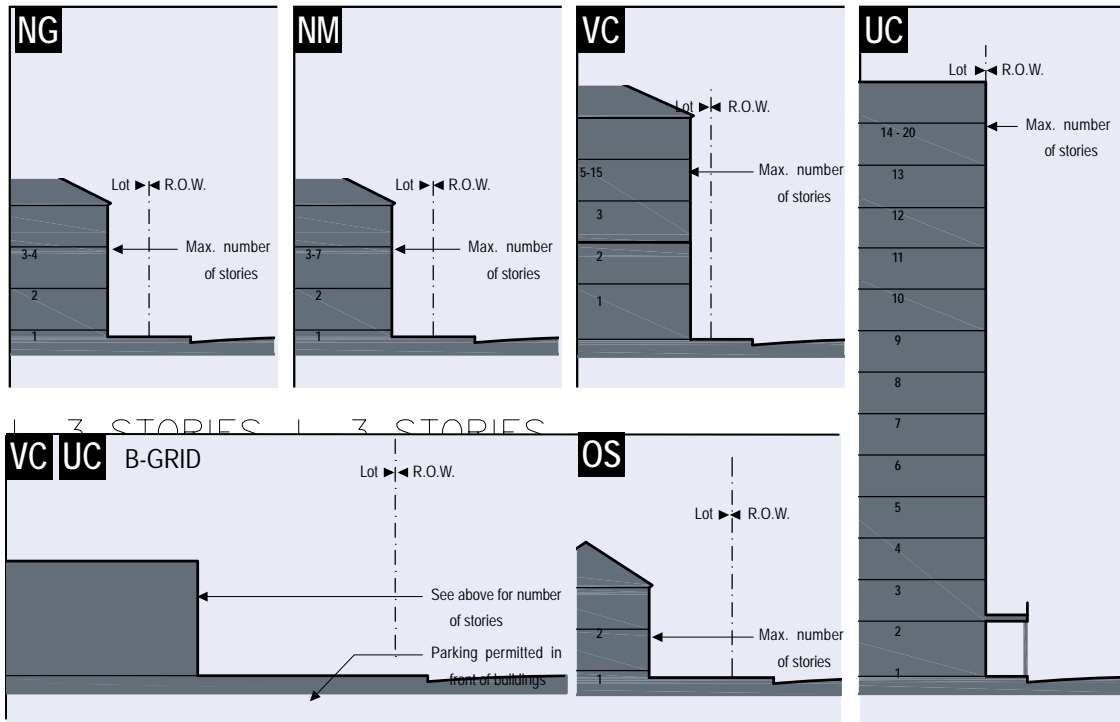 NG
Lot R.O.W.
3-4
Max. number
of stories
2
1
NM
Lot R.O.W.
3-7
Max. number
of stories
2
1
VC
Lot R.O.W.
5-15
Max. number
of stories
3
2
1
UC
Lot R.O.W.
14 - 20
Max. number
of stories
13
12
11
10
9
8
7
6
5
4
3
2
1
3 STORIES 3 STORIES
VC UC B-GRID
Lot R.O.W.
See above for number
of stories
Parking permitted in
front of buildings
OS
Lot R.O.W.
2
Max. number
of stories
1